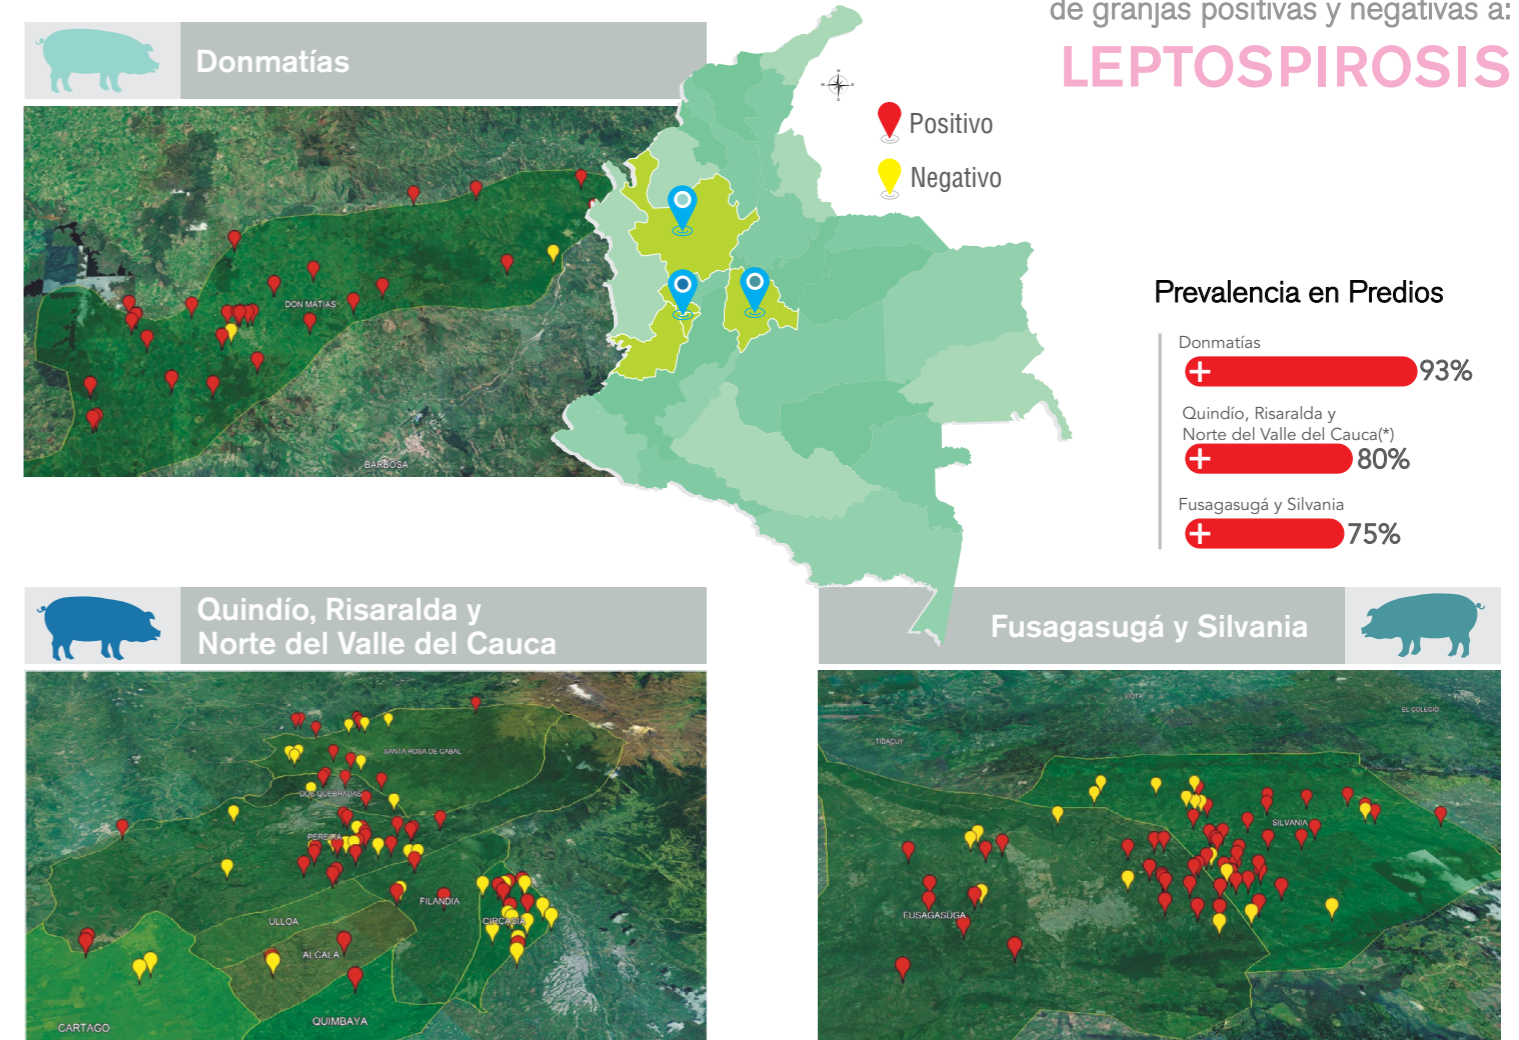 de granjas positivas y negativas a:
LEPTOSPIROSIS
Donmatías
Positivo
Negativo
DON MATIAS
BARBOSA
Prevalencia en Predios
Donmatías
93%
Quindío, Risaralda y
Norte del Valle del Cauca(*)
80%
Fusagasugá y Silvania
75%
Quindío, Risaralda y
Norte del Valle del Cauca
SANTA ROSA DE CABAL
DOS QUEBRADAS
PEREIRA
FILANDIA
CIRCASIA
ULLOA
ALCALA
CARTAGO
QUIMBAYA
Fusagasugá y Silvania
VIOTA
EL COLEGIO
TIBACUY
SILVANIA
FUSAGASUGA